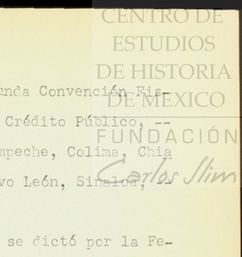 CENTRO DE
ESTUDIOS
DE HISTORIA
DE MÉXICO
FUNDACIÓN
Carlos Slim
unda Convención Fis-
Crédito Público, --
mpeche, Colima, Chia
vo León, Sinaloa, --
se dictó por la Fe-